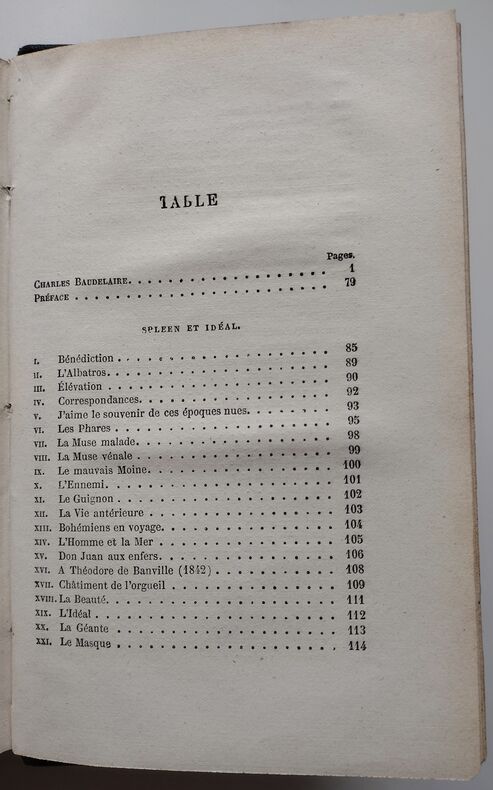 TABLE
Pages.
CHARLES BAUDELAIRE. . . . . . . . . . . . . . . . . . . 1
PRÉFACE . . . . . . . . . . . . . . . . . . . . . . . . 79
SPLEEN ET IDÉAL.
I. Bénédiction . . . . . . . . . . . . . . . . . . . 85
II. L'Albatros. . . . . . . . . . . . . . . . . . . 89
III. Élévation . . . . . . . . . . . . . . . . . . . 90
IV. Correspondances. . . . . . . . . . . . . . . . . 92
V. J'aime le souvenir de ces époques nues. . . . . . . . 93
VI. Les Phares . . . . . . . . . . . . . . . . . . . 95
VII. La Muse malade. . . . . . . . . . . . . . . . . 98
VIII. La Muse vénale . . . . . . . . . . . . . . . . . 99
IX. Le mauvais Moine. . . . . . . . . . . . . . . . 100
X. L'Ennemi. . . . . . . . . . . . . . . . . . . . 101
XI. Le Guignon . . . . . . . . . . . . . . . . . . . 102
XII. La Vie antérieure . . . . . . . . . . . . . . . 103
XIII. Bohémiens en voyage. . . . . . . . . . . . . . . 104
XIV. L'Homme et la Mer . . . . . . . . . . . . . . . 105
XV. Don Juan aux enfers. . . . . . . . . . . . . . . 106
XVI. A Théodore de Banville (1842) . . . . . . . . . . 108
XVII. Châtiment de l'orgueil . . . . . . . . . . . . . 109
XVIII. La Beauté. . . . . . . . . . . . . . . . . . . 111
XIX. L'Idéal . . . . . . . . . . . . . . . . . . . . 112
XX. La Géante . . . . . . . . . . . . . . . . . . . 113
XXI. Le Masque . . . . . . . . . . . . . . . . . . . 114